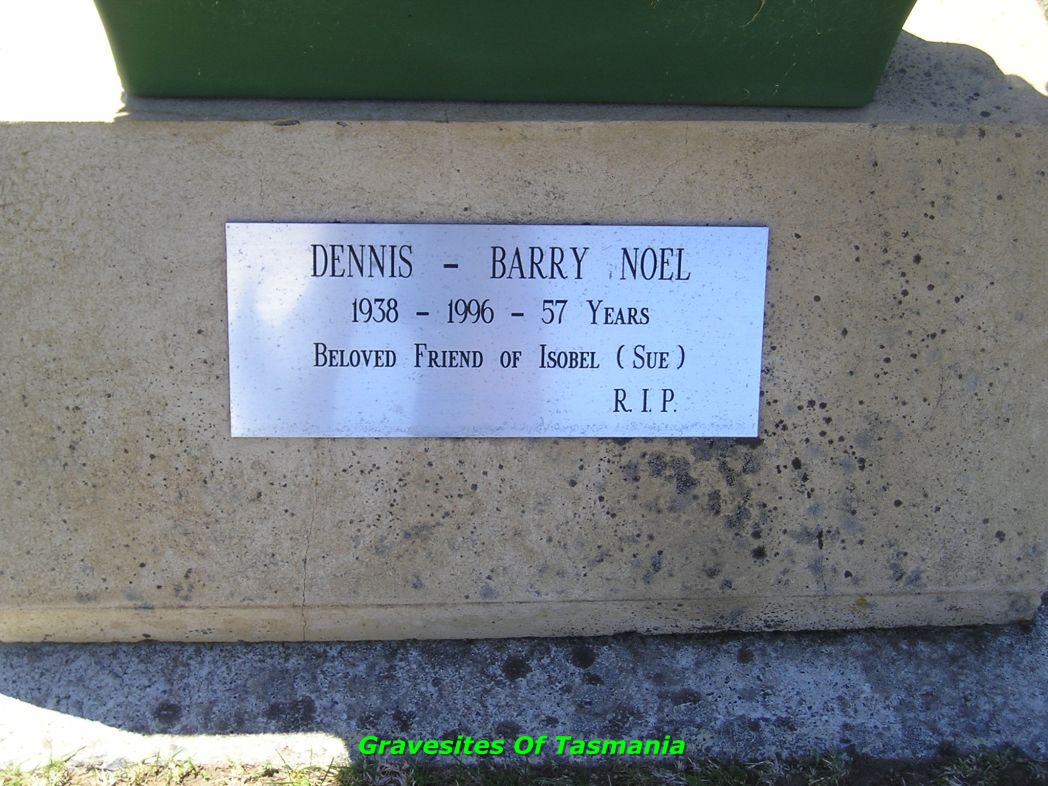 DENNIS - BARRY NOEL
1938 - 1996 - 57 YEARS
BELOVED FRIEND OF ISOBEL ( SUE )
R. I. P.
Gravesites Of Tasmania